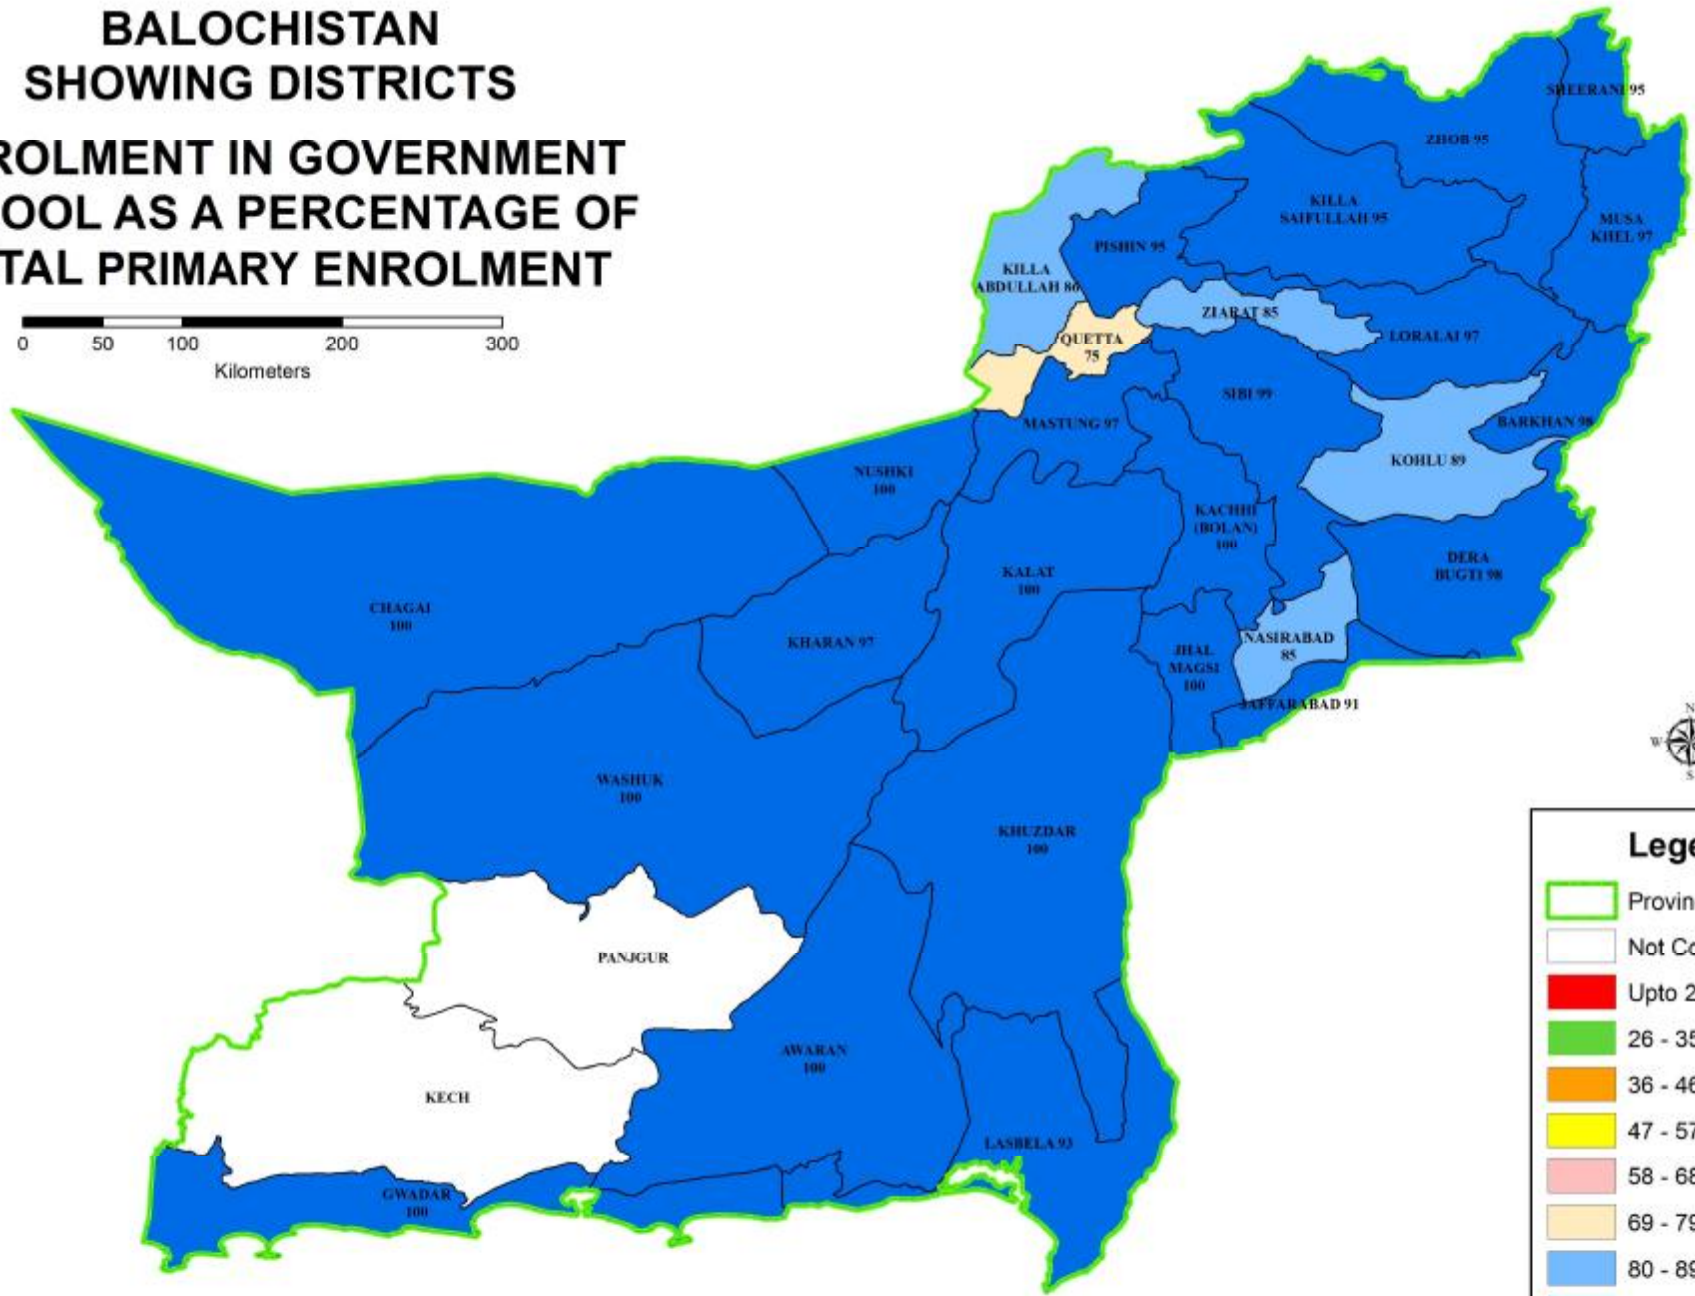 BALOCHISTAN
SHOWING DISTRICTS
ROLMENT IN GOVERNMENT
OOL AS A PERCENTAGE OF
TAL PRIMARY ENROLMENT
0 50 100 200 300
Kilometers
SHEERANI 95
ZHOB 95
KILLA
SAIFULLAH 95
MUSA
KHEL 97
PISHIN 95
KILLA
ABDULLAH 86
ZIARAT 85
QUETTA
75
LORALAI 97
SIBI 99
MASTUNG 97
BARKHAN 98
KOHLU 89
NUSHKI
100
KACHHI
(BOLAN)
100
DERA
BUGTI 98
KALAT
100
CHAGAI
100
KHARAN 97
NASIRABAD
85
JHAL
MAGSI
100
JAFFARABAD 91
WASHUK
100
KHUZDAR
100
PANJGUR
AWARAN
100
KECH
LASBELA 93
GWADAR
100
N
W
S
Lege
Provin
Not Co
Upto 2
26 - 35
36 - 46
47 - 57
58 - 68
69 - 79
80 - 89